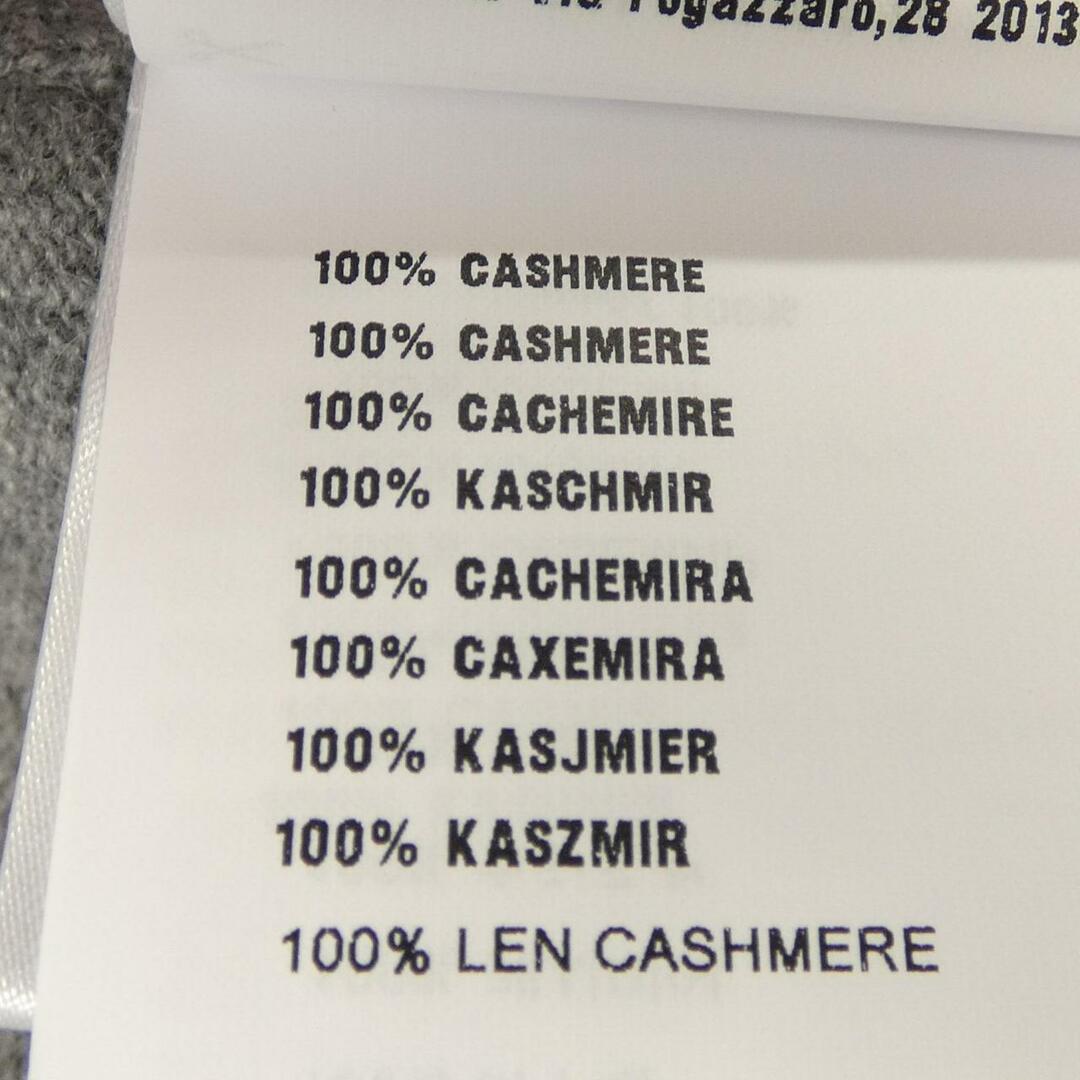 Fogazzaro, 28 2013
100% CASHMERE
100% CASHMERE
100% CACHEMIRE
100% KASCHMIR
100% CACHEMIRA
100% CAXEMIRA
100% KASJMIER
100% KASZMIR
100% LEN CASHMERE